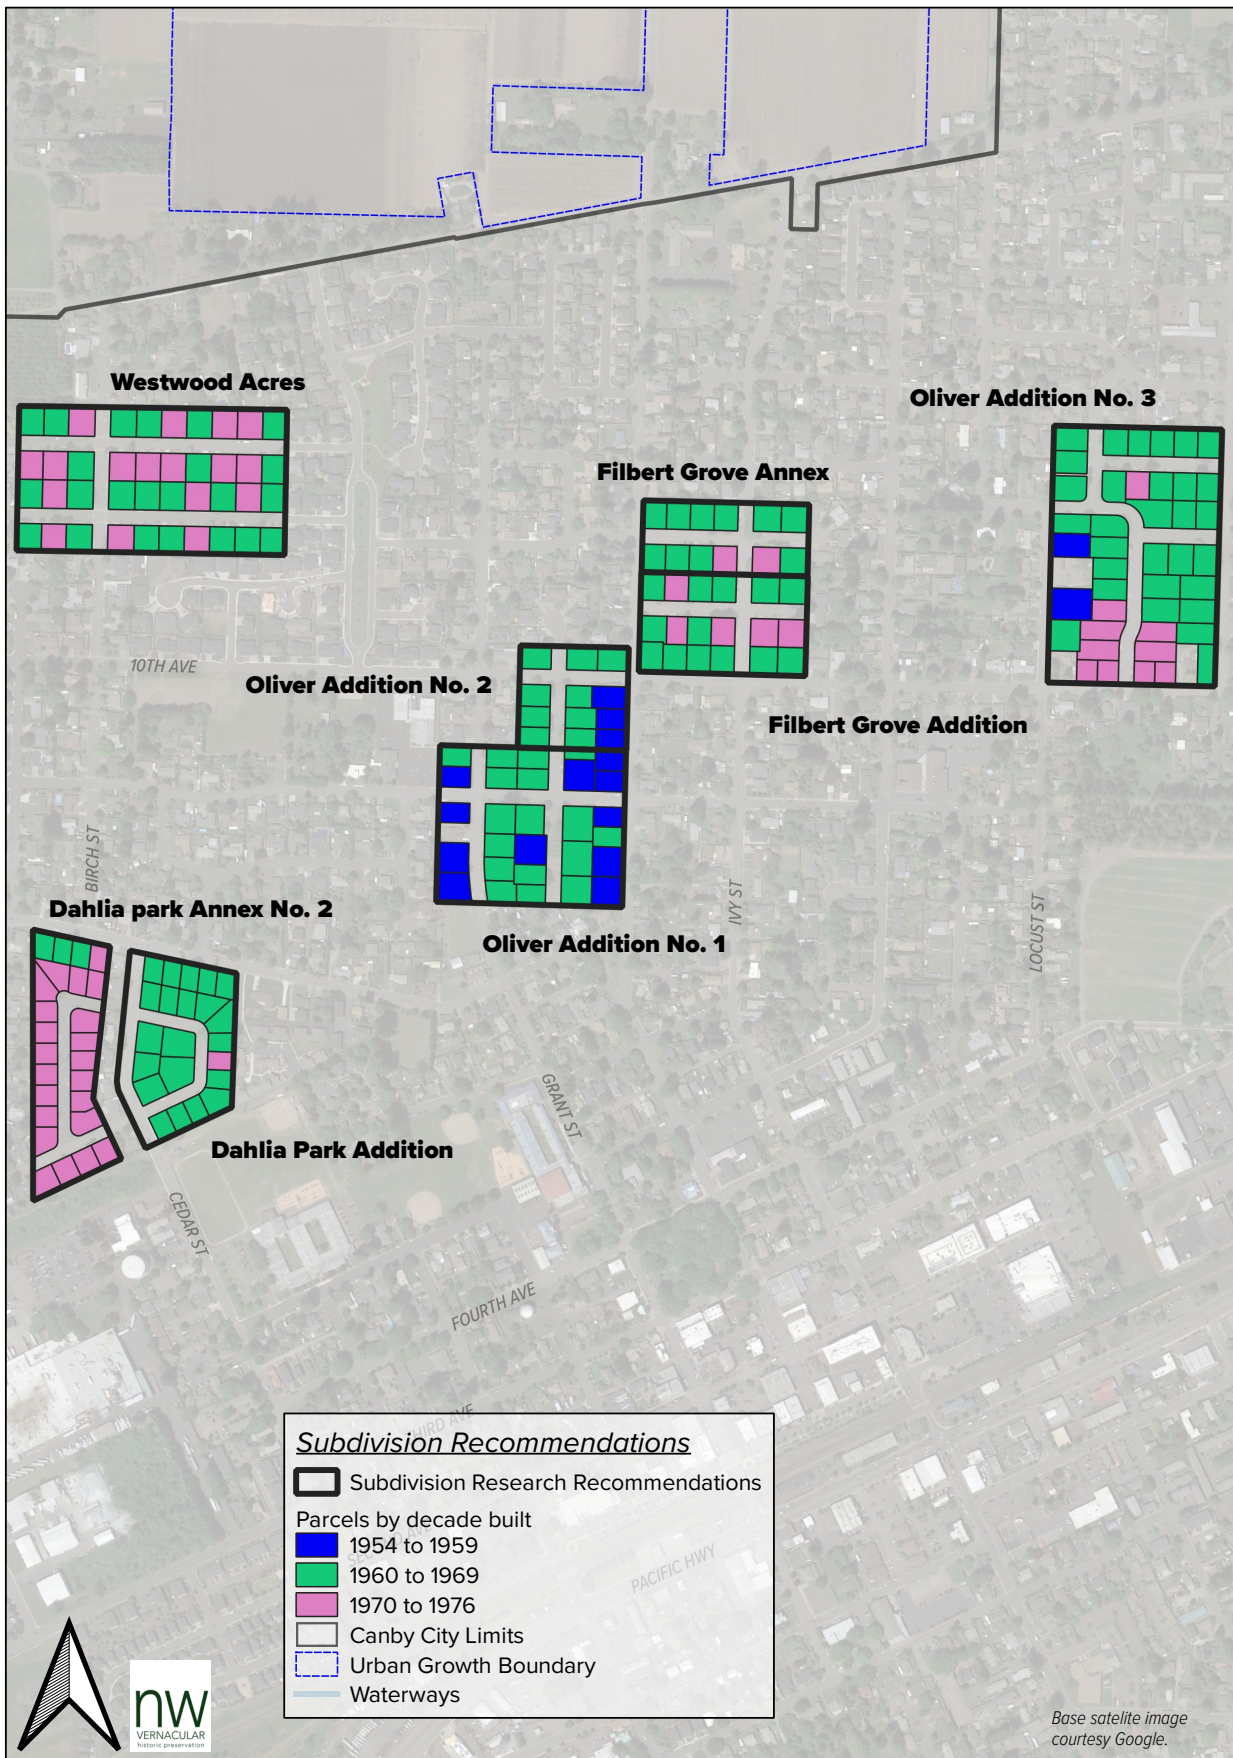 Westwood Acres
Oliver Addition No. 3
Filbert Grove Annex
10TH AVE
Oliver Addition No. 2
Filbert Grove Addition
BIRCH ST
IVY ST
Dahlia park Annex No. 2
LOCUST ST
Oliver Addition No. 1
GRANT ST
Dahlia Park Addition
CEDAR ST
FOURTH AVE
THIRD AVE
Subdivision Recommendations
Subdivision Research Recommendations
Parcels by decade built
1954 to 1959
SECOND AVE
1960 to 1969
PACIFIC HWY
1970 to 1976
Canby City Limits
Urban Growth Boundary
Waterways
nw
VERNACULAR
historic preservation
Base satelite image
courtesy Google.